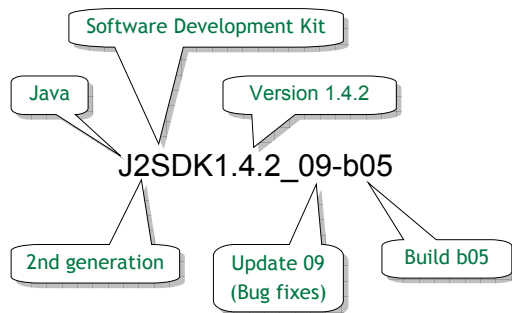 Software Development Kit
Java
Version 1.4.2
J2SDK1.4.2_09-b05
2nd generation
Update 09
(Bug fixes)
Build b05